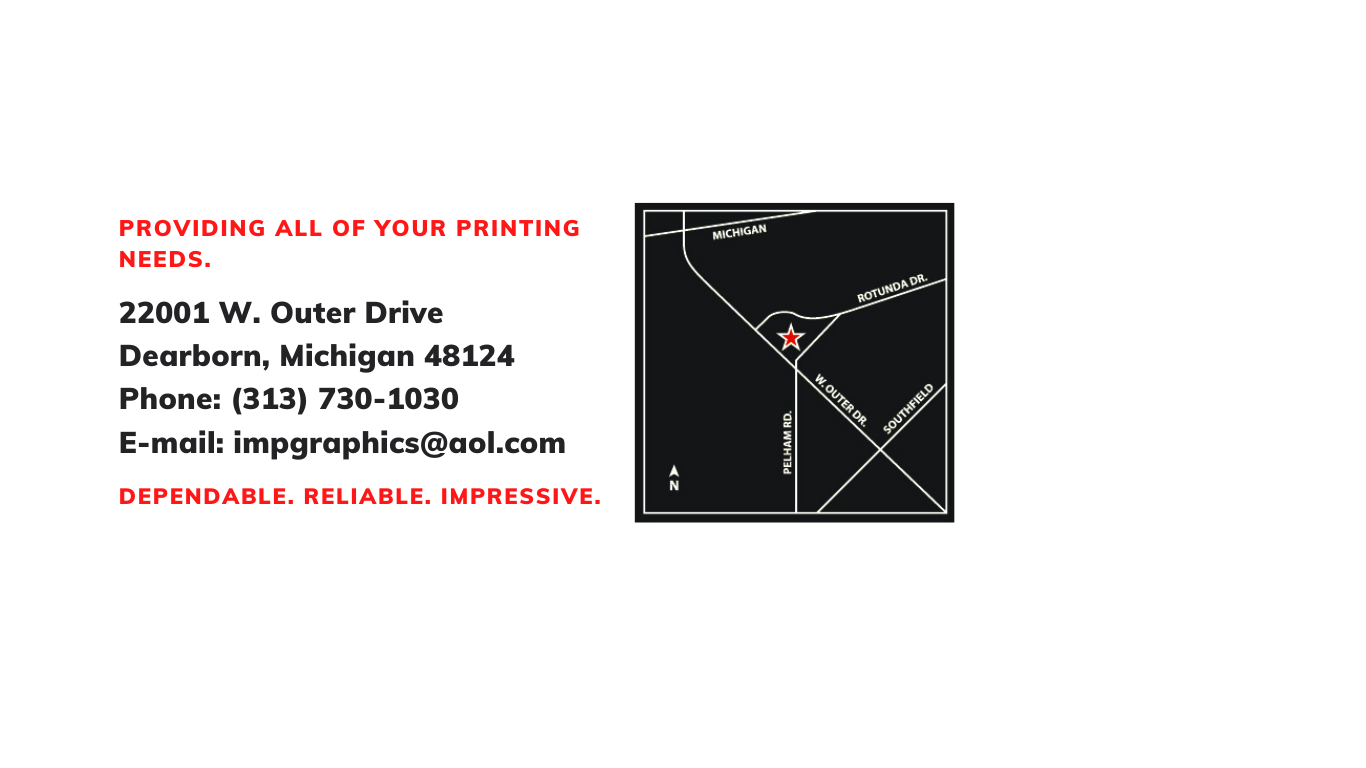 PROVIDING ALL OF YOUR PRINTING
NEEDS.
22001 W. Outer Drive
Dearborn, Michigan 48124
Phone: (313) 730-1030
E-mail: impgraphics@aol.com
DEPENDABLE. RELIABLE. IMPRESSIVE.
MICHIGAN
ROTUNDA DR.
W. OUTER DR.
SOUTHFIELD
PELHAM RD.
N